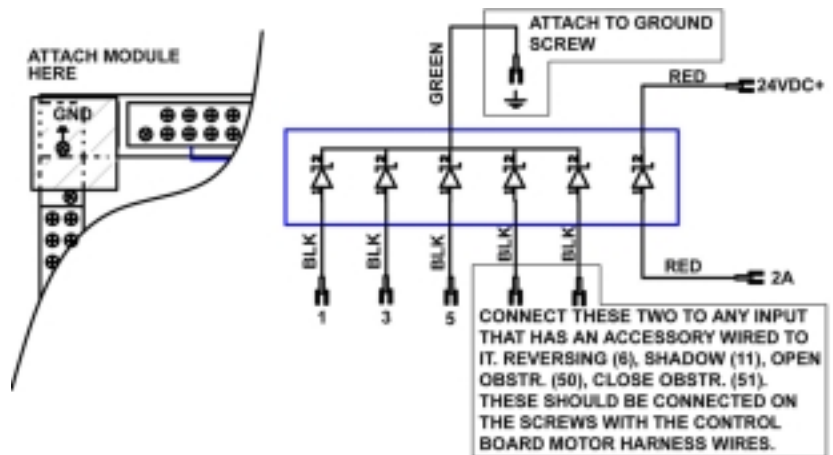 ATTACH MODULE
HERE
GND
ATTACH TO GROUND
SCREW
GREEN
RED
24VDC+
BLK
BLK
BLK
BLK
BLK
RED
2A
1
3
5
CONNECT THESE TWO TO ANY INPUT
THAT HAS AN ACCESSORY WIRED TO
IT. REVERSING (6), SHADOW (11), OPEN
OBSTR. (50), CLOSE OBSTR. (51).
THESE SHOULD BE CONNECTED ON
THE SCREWS WITH THE CONTROL
BOARD MOTOR HARNESS WIRES.